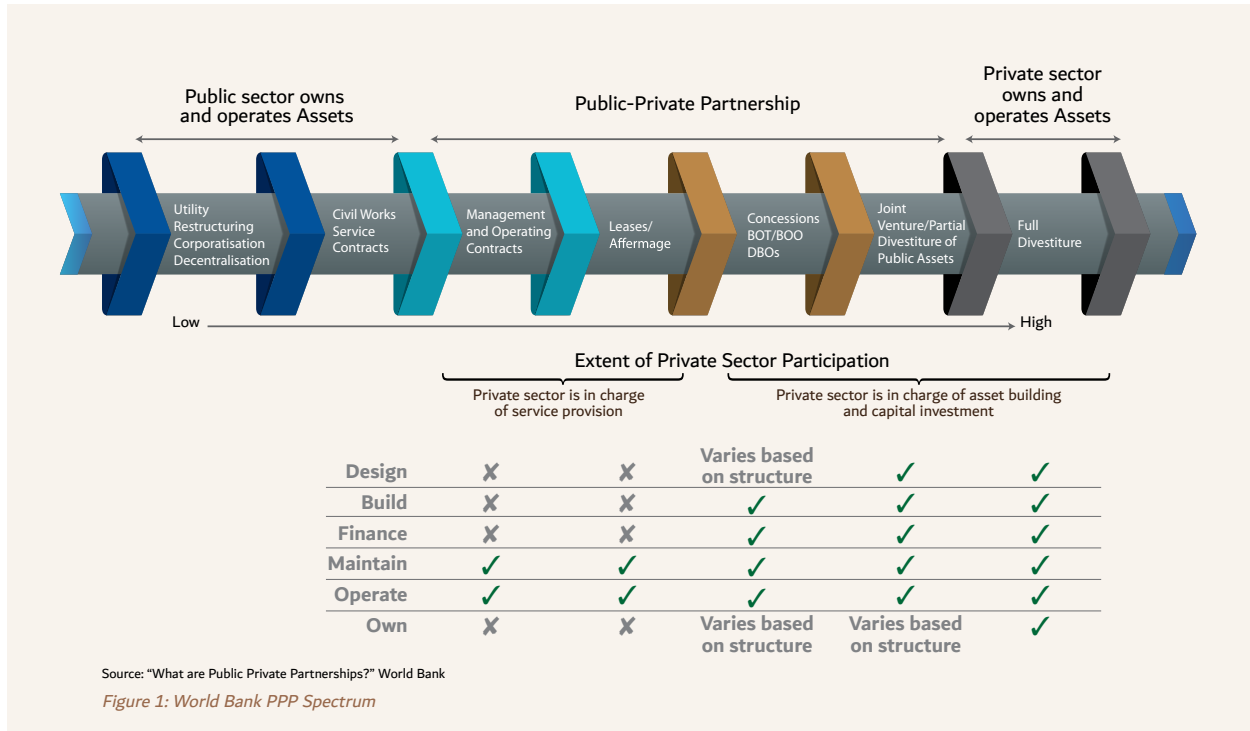 Public sector owns
and operates Assets
Public-Private Partnership
Private sector
owns and
operates Assets
Utility
Restructuring
Corporatisation
Decentralisation
Civil Works
Service
Contracts
Management
and Operating
Contracts
Leases/
Affermage
Concessions
BOT/BOO
DBOs
Joint
Venture/Partial
Divestiture of
Public Assets
Full
Divestiture
Low
High
Extent of Private Sector Participation
Private sector is in charge
of service provision
Private sector is in charge of asset building
and capital investment
Design ✘ ✘ Varies based
on structure ✓ ✓
Build ✘ ✘ ✓ ✓ ✓
Finance ✘ ✘ ✓ ✓ ✓
Maintain ✓ ✓ ✓ ✓ ✓
Operate ✓ ✓ ✓ ✓ ✓
Own ✘ ✘ Varies based Varies based ✓
on structure on structure
Source: “What are Public Private Partnerships?” World Bank
Figure 1: World Bank PPP Spectrum